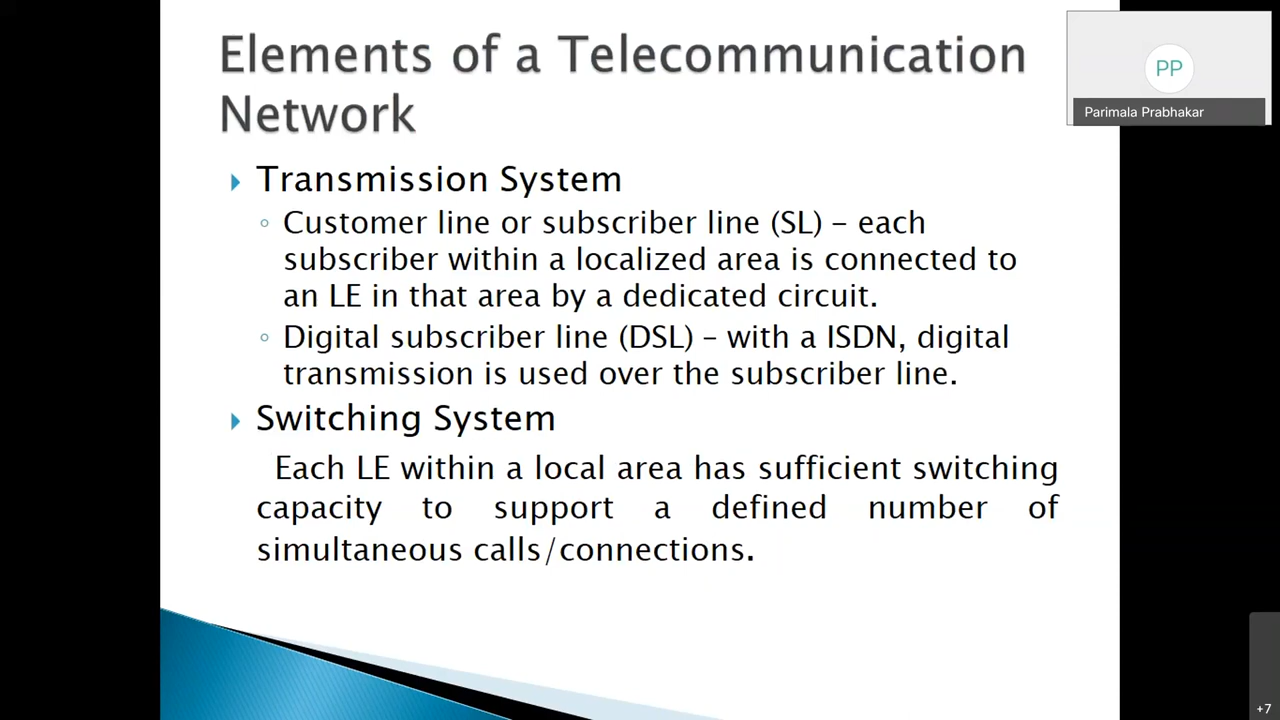 Elements of a Telecommunication
Network
Transmission System
Customer line or subscriber line (SL) – each
subscriber within a localized area is connected to
an LE in that area by a dedicated circuit.
Digital subscriber line (DSL) – with a ISDN, digital
transmission is used over the subscriber line.
Switching System
Each LE within a local area has sufficient switching
capacity to support a defined number of
simultaneous calls/connections.
PP
Parimala Prabhakar
+7